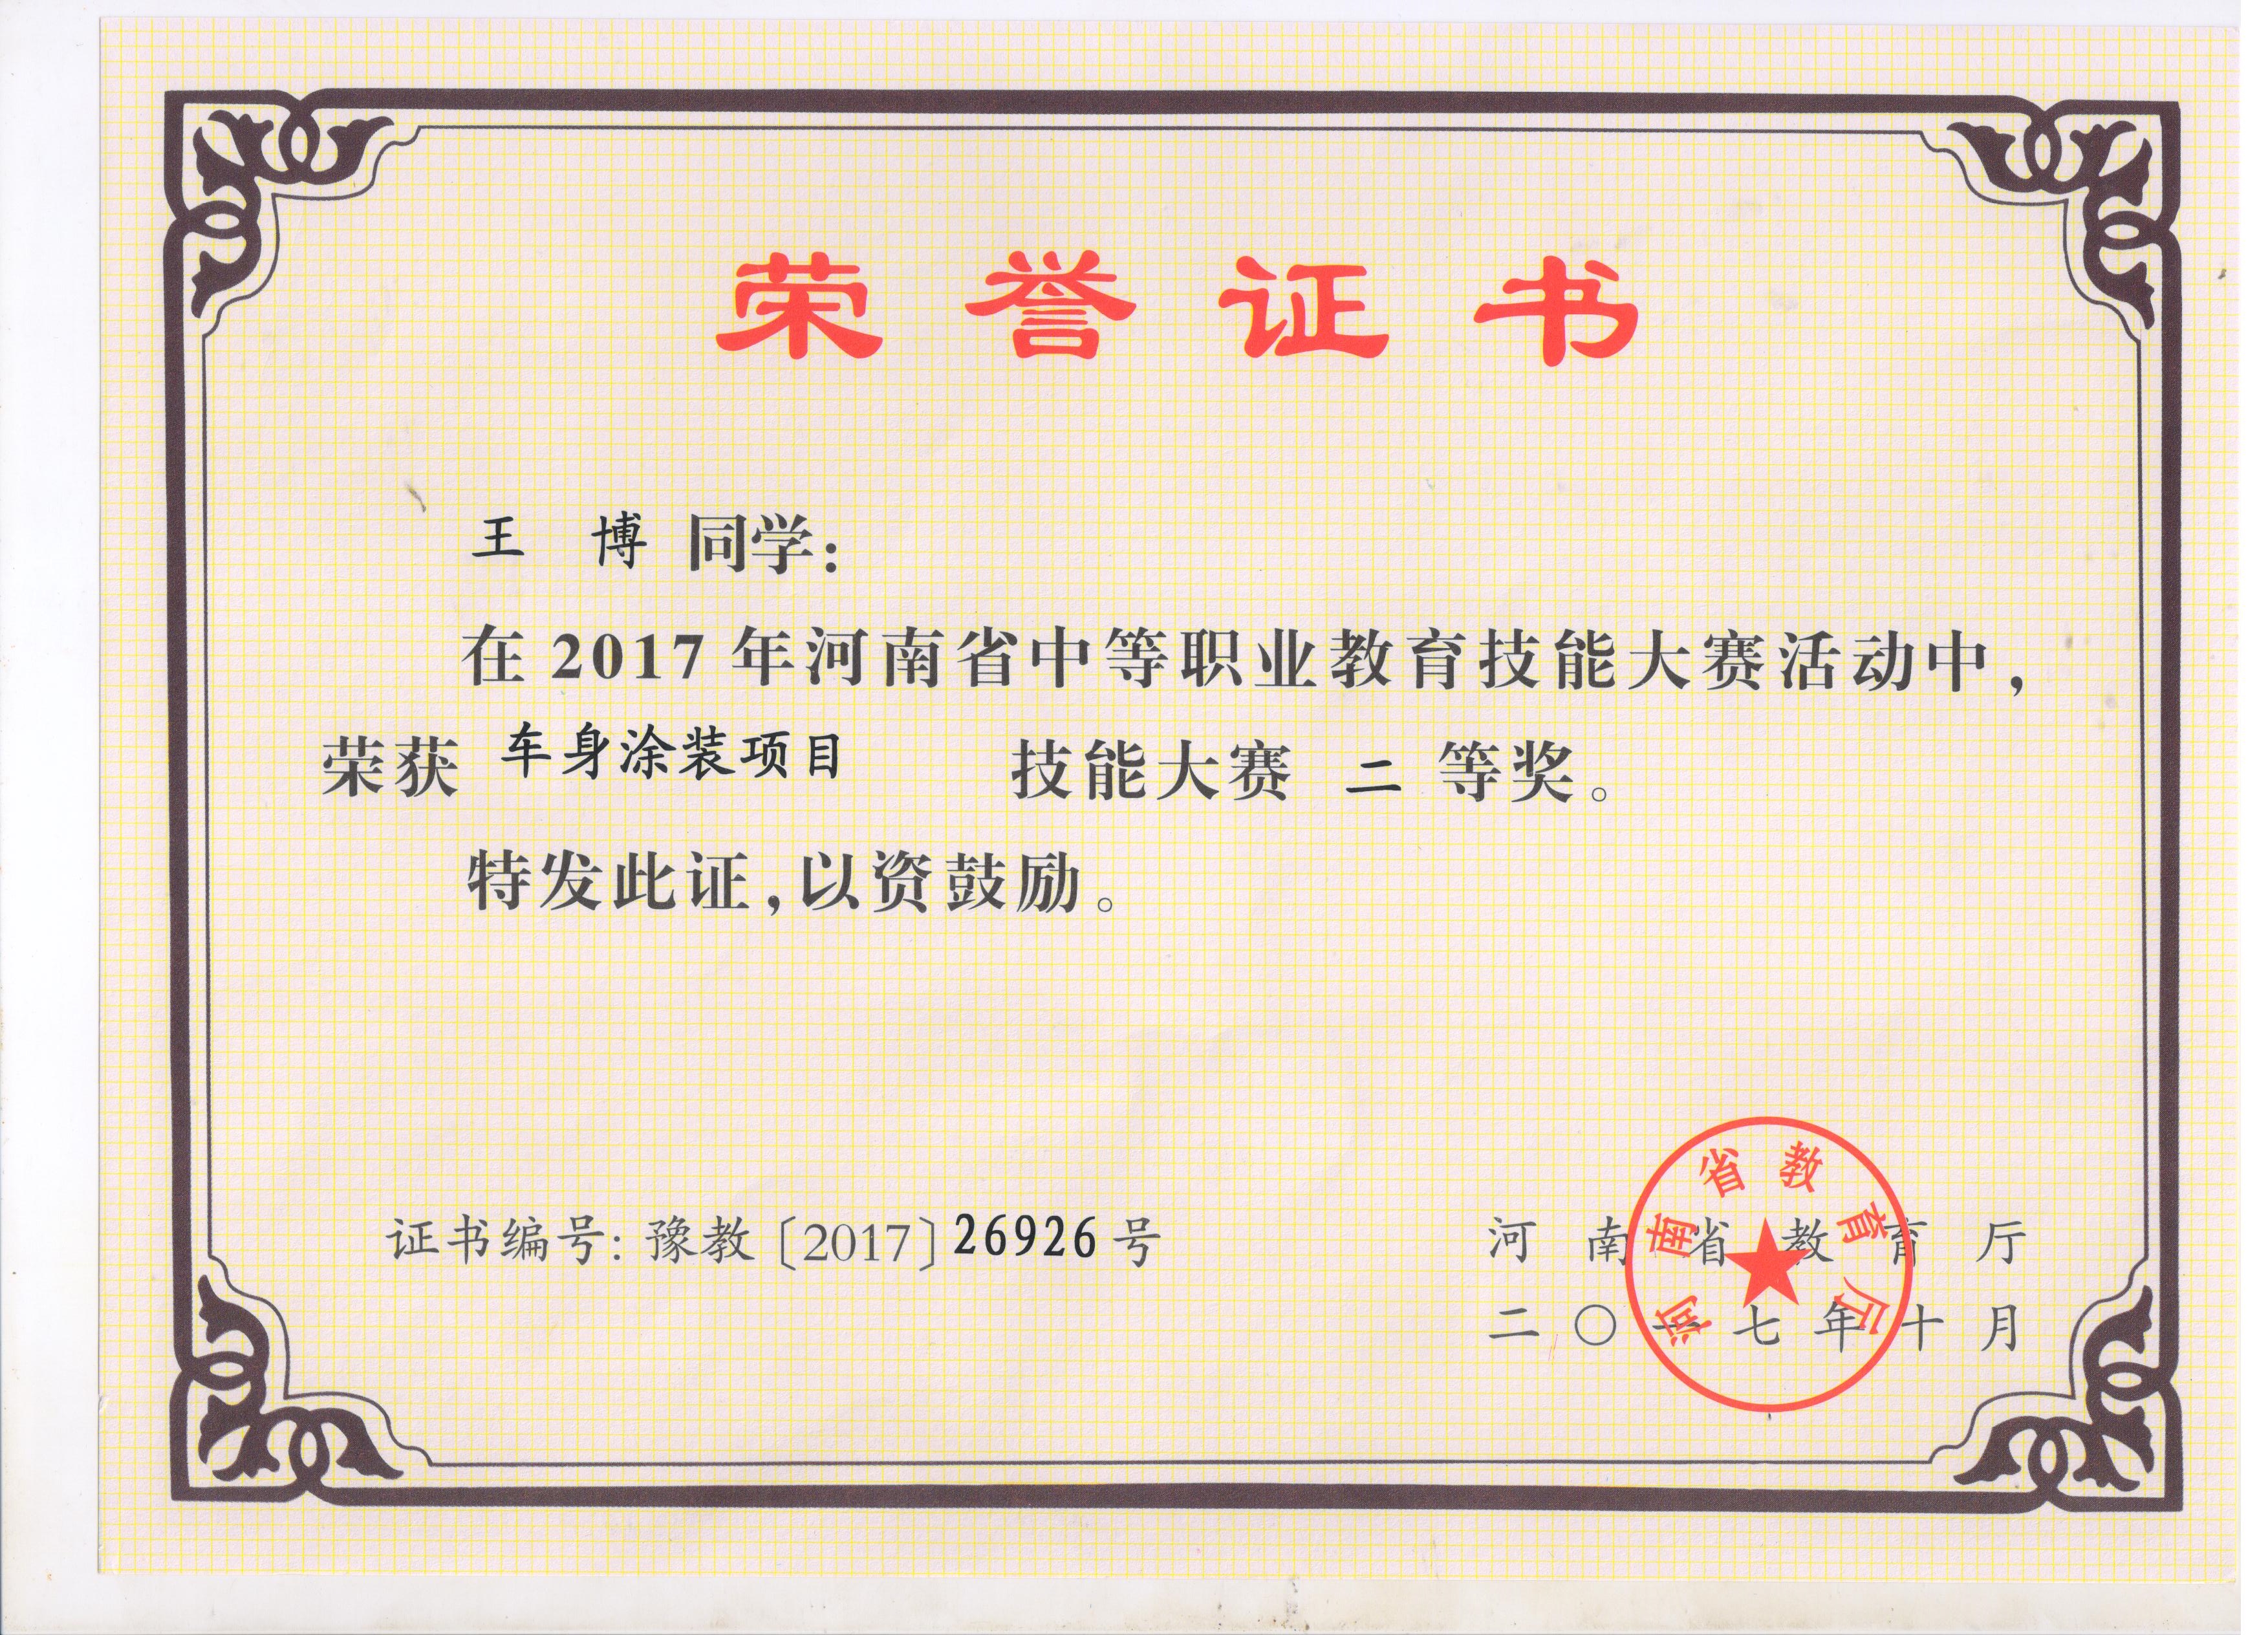 荣誉证书
王 博 同学：
在 2017 年河南省中等职业教育技能大赛活动中，
荣获 车身涂装项目 技能大赛 二 等奖。
特发此证，以资鼓励。
证书编号：豫教〔2017〕26926号
河南省教育厅
二〇一七年十月
河南省教育厅